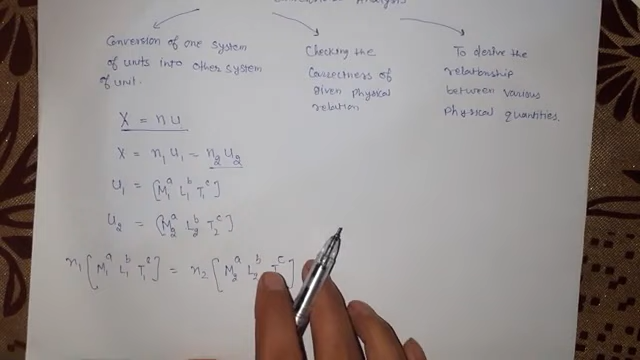 Analysis
Conversion of one system
of units into other system
of unit.
Checking the
Correctness of
given physical
relation
To derive the
relationship
between various
physical quantities.
X = n u
X = n₁ u₁ = n₂ u₂
u₁ = [M₁ᵃ L₁ᵇ T₁ᶜ]
u₂ = [M₂ᵃ L₂ᵇ T₂ᶜ]
n₁ [M₁ᵃ L₁ᵇ T₁ᶜ] = n₂ [M₂ᵃ L₂ᵇ Tᶜ]